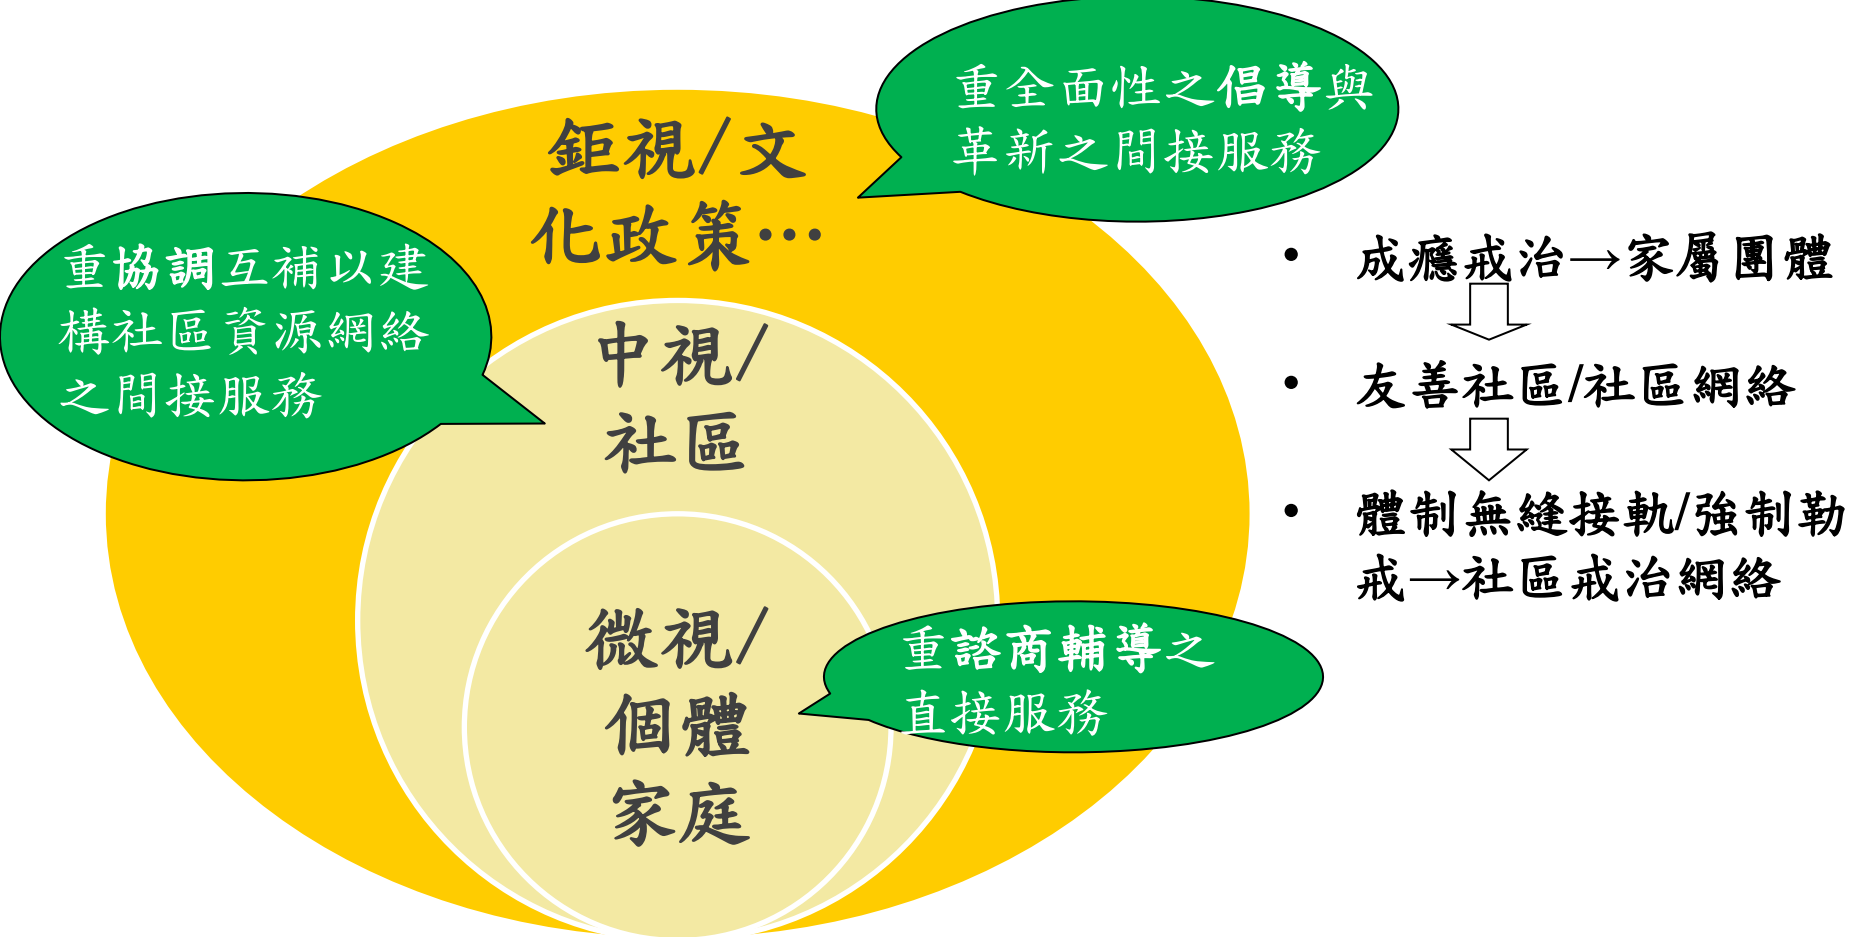 重全面性之倡導與
革新之間接服務
鉅視/文
化政策…
重協調互補以建
構社區資源網絡
之間接服務
中視/
社區
微視/
個體
家庭
重諮商輔導之
直接服務
• 成癮戒治→家屬團體
• 友善社區/社區網絡
• 體制無縫接軌/強制勒
戒→社區戒治網絡